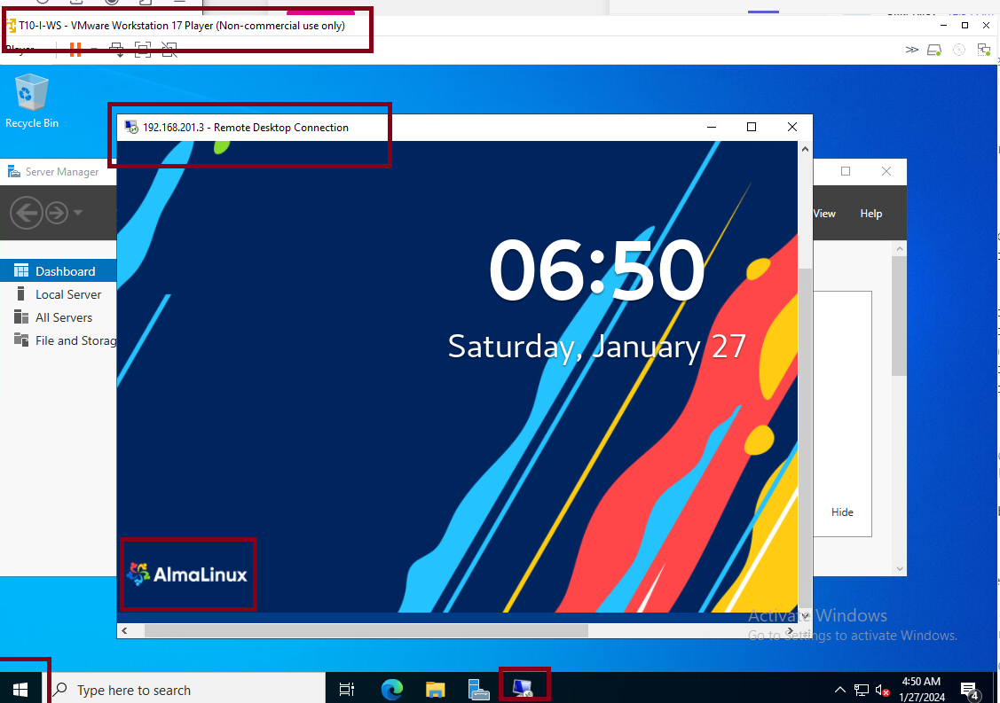 T10-I-WS - VMware Workstation 17 Player (Non-commercial use only)
Recycle Bin
192.168.201.3 - Remote Desktop Connection
Server Manager
View Help
06:50
Dashboard
Local Server
All Servers
File and Storag
Saturday, January 27
Hide
AlmaLinux
Activate Windows
Go to Settings to activate Windows.
Type here to search
4:50 AM
1/27/2024
4